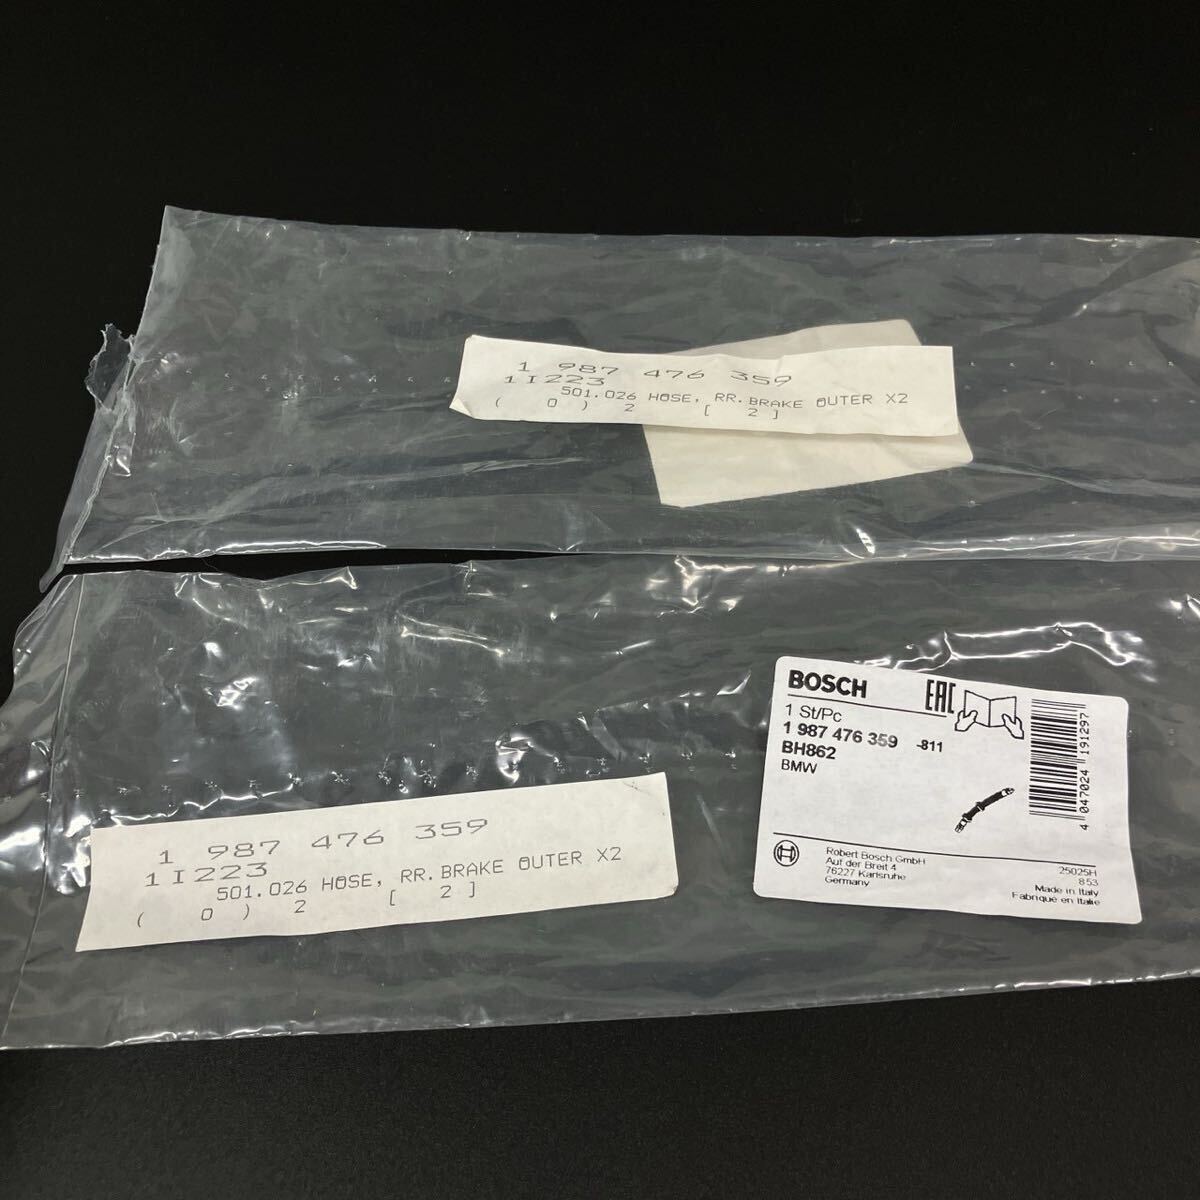 1 987 476 359
1I223
501.026 HOSE, RR.BRAKE OUTER X2
( 0 ) 2 [ 2 ]
1 987 476 359
1I223
501.026 HOSE, RR.BRAKE OUTER X2
( 0 ) 2 [ 2 ]
BOSCH
EAC
1 St/Pc
1 987 476 359 -811
BH862
BMW
4 047024 191297
Robert Bosch GmbH
Auf der Breit 4
76227 Karlsruhe
Germany
25025H
853
Made in Italy
Fabrique en Italie